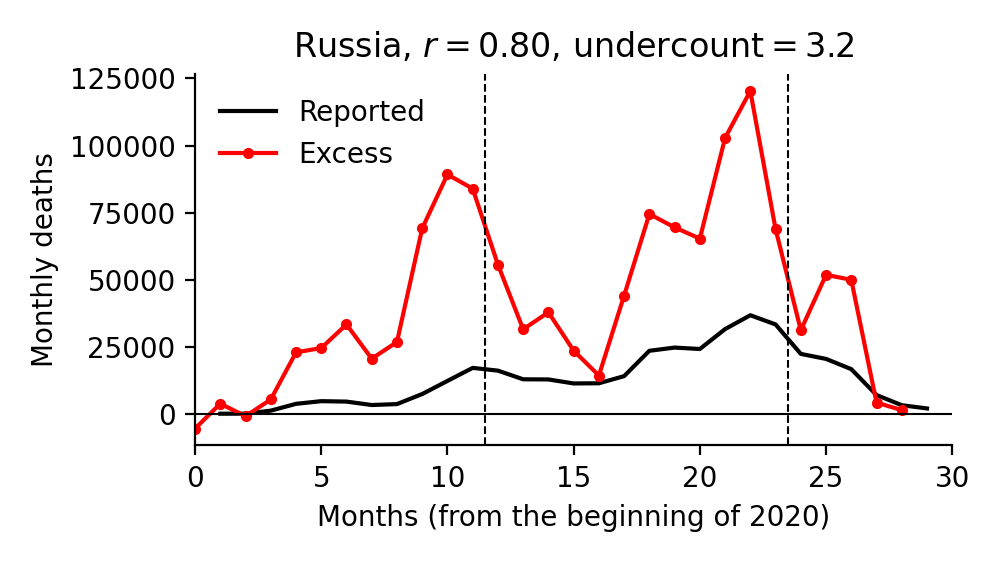 Russia, r = 0.80, undercount = 3.2
125000
100000
75000
50000
25000
0
Monthly deaths
Reported
Excess
0 5 10 15 20 25 30
Months (from the beginning of 2020)